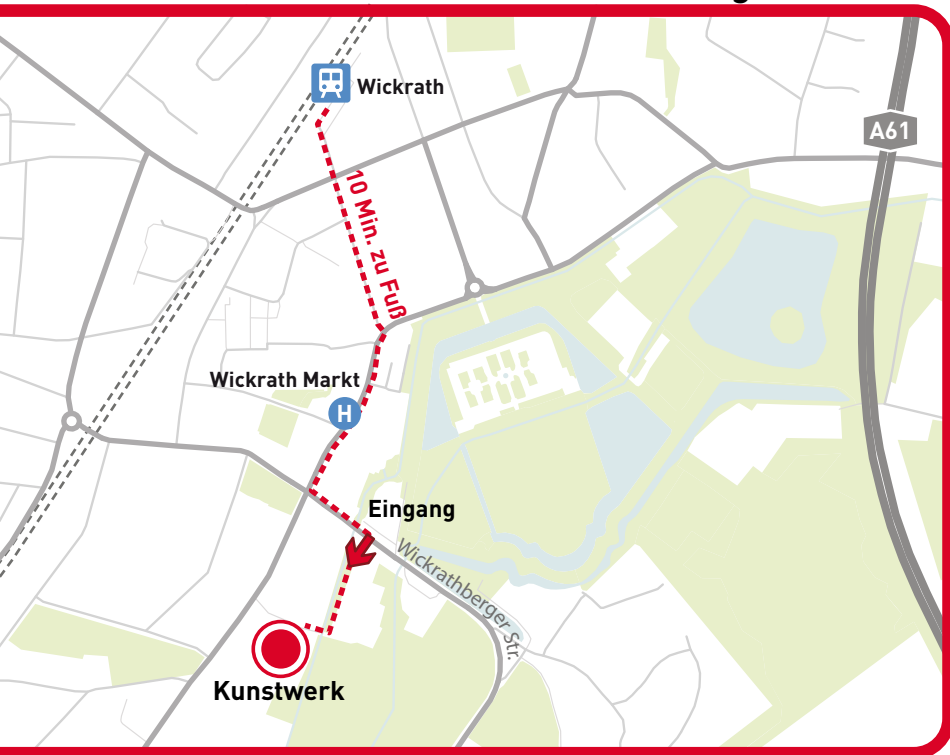 Wickrath
A61
10 Min. zu Fuß
Wickrath Markt
H
Eingang
Wickrathberger Str.
Kunstwerk